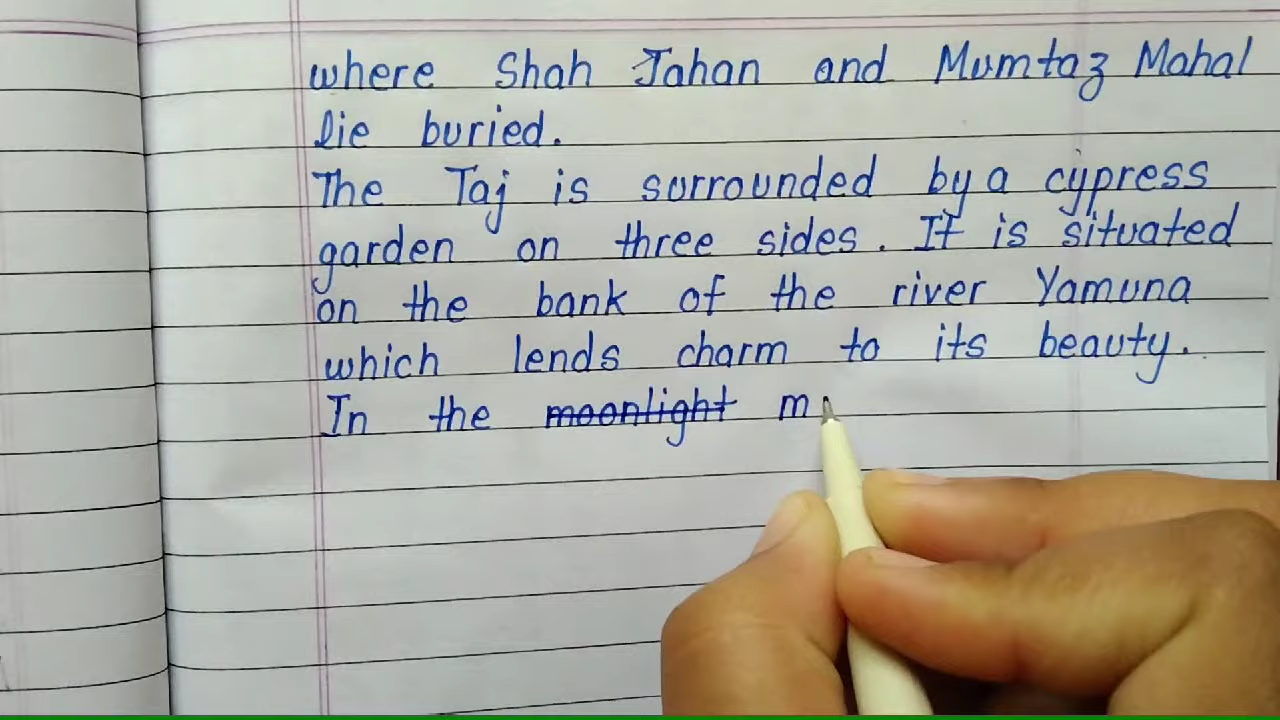 where Shah Jahan and Mumtaz Mahal
lie buried.
The Taj is surrounded by a cypress
garden on three sides. It is situated
on the bank of the river Yamuna
which lends charm to its beauty.
In the moonlight m